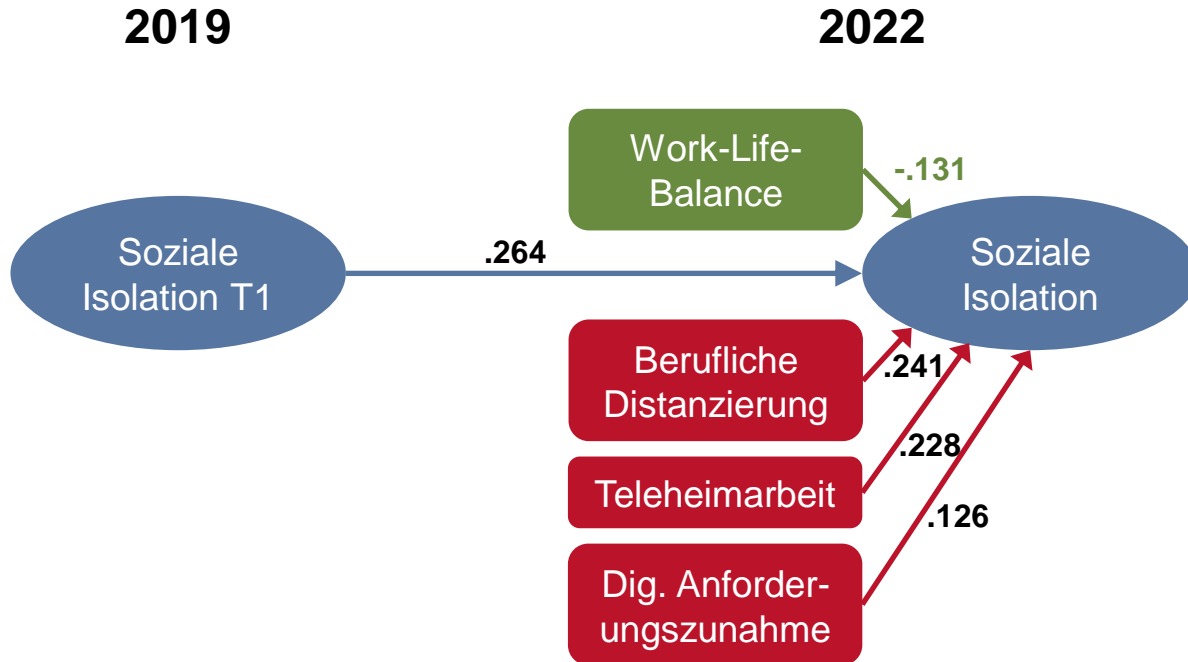 2019
2022
Work-Life-
Balance
-.131
Soziale
Isolation T1
.264
Soziale
Isolation
Berufliche
Distanzierung
.241
Teleheimarbeit
.228
.126
Dig. Anforder-
ungszunahme